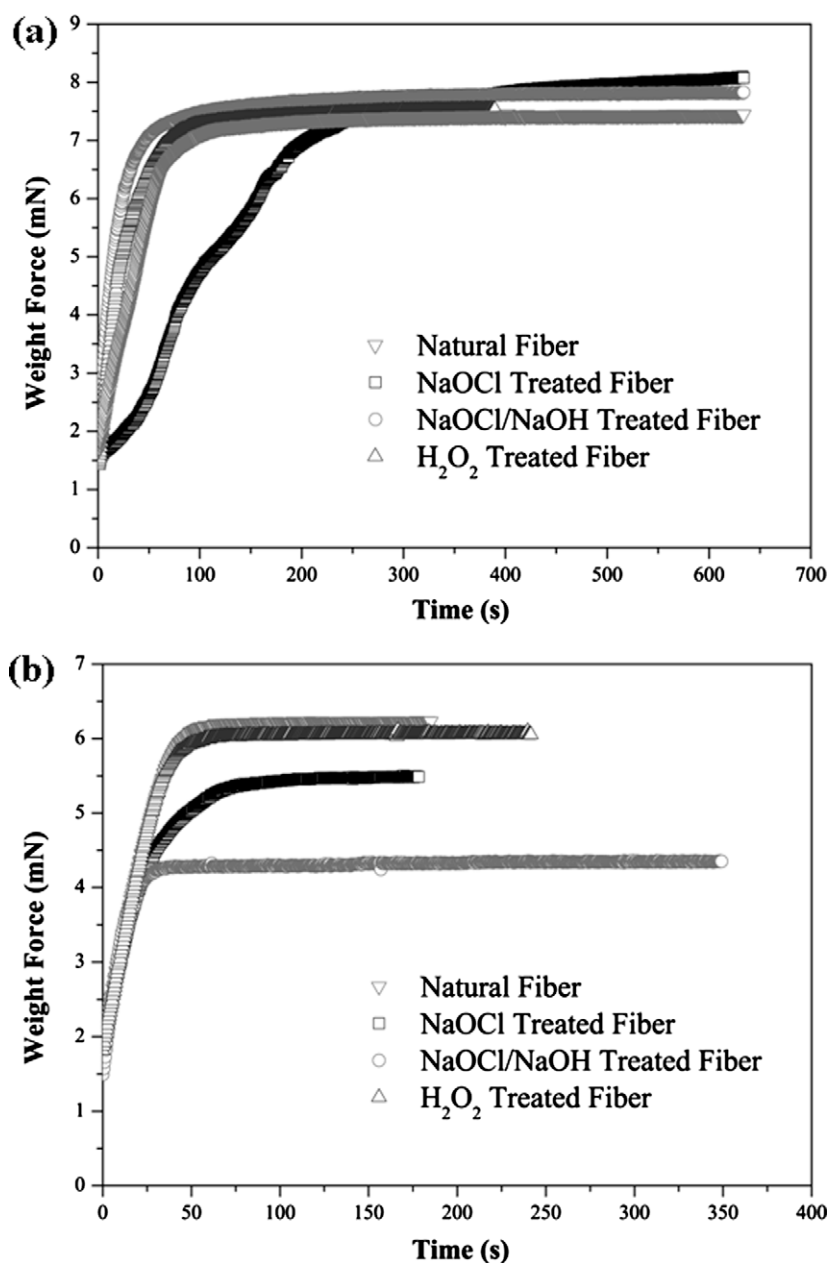 (a)
9
8
7
6
5
4
3
2
1
0
Weight Force (mN)
Natural Fiber
NaOCl Treated Fiber
NaOCl/NaOH Treated Fiber
H₂O₂ Treated Fiber
0 100 200 300 400 500 600 700
Time (s)
(b)
7
6
5
4
3
2
1
0
Weight Force (mN)
Natural Fiber
NaOCl Treated Fiber
NaOCl/NaOH Treated Fiber
H₂O₂ Treated Fiber
0 50 100 150 200 250 300 350 400
Time (s)